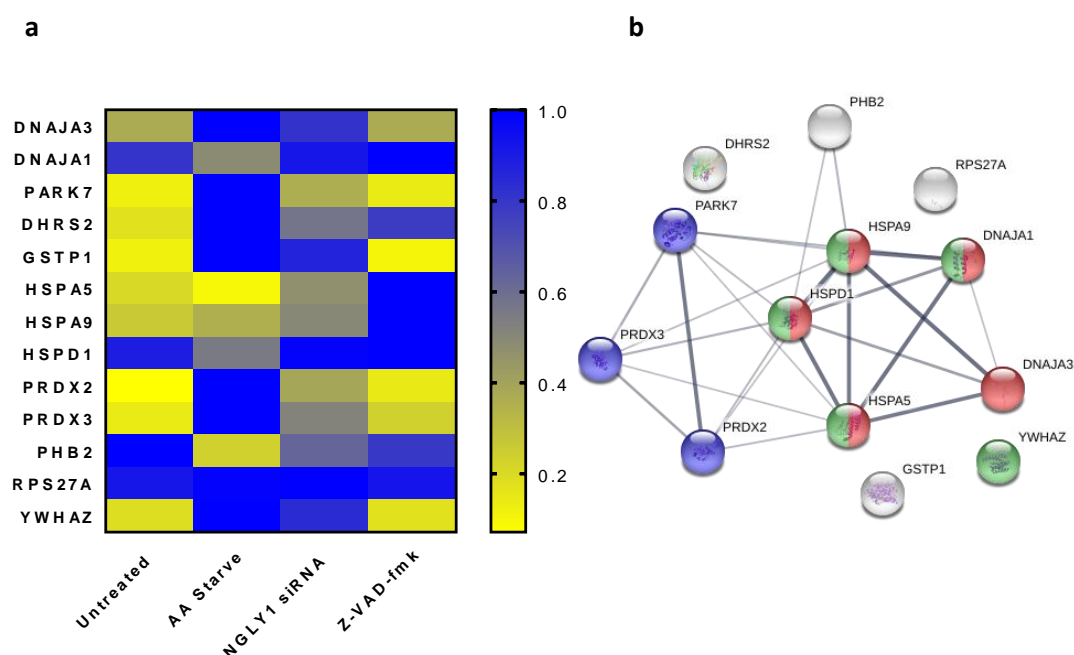 a
b
DNAJA3
DNAJA1
PARK7
DHRS2
GSTP1
HSPA5
HSPA9
HSPD1
PRDX2
PRDX3
PHB2
RPS27A
YWHAZ
1.0
0.8
0.6
0.4
0.2
Untreated
AA Starve
NGLY1 siRNA
Z-VAD-fmk
PHB2
DHRS2
RPS27A
PARK7
HSPA9
DNAJA1
HSPD1
PRDX3
DNAJA3
HSPA5
PRDX2
YWHAZ
GSTP1